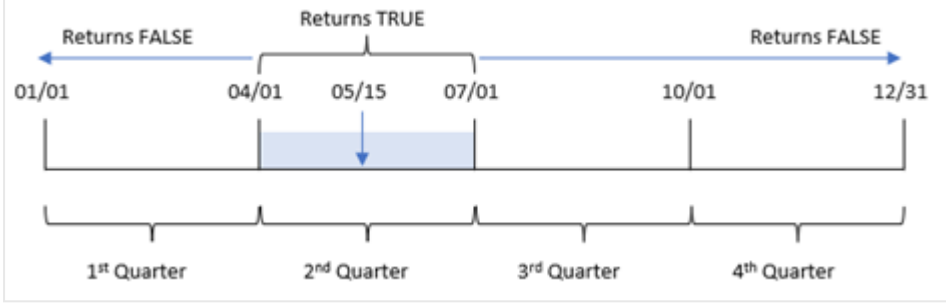 Returns TRUE
Returns FALSE Returns FALSE
01/01 04/01 05/15 07/01 10/01 12/31
1st Quarter 2nd Quarter 3rd Quarter 4th Quarter